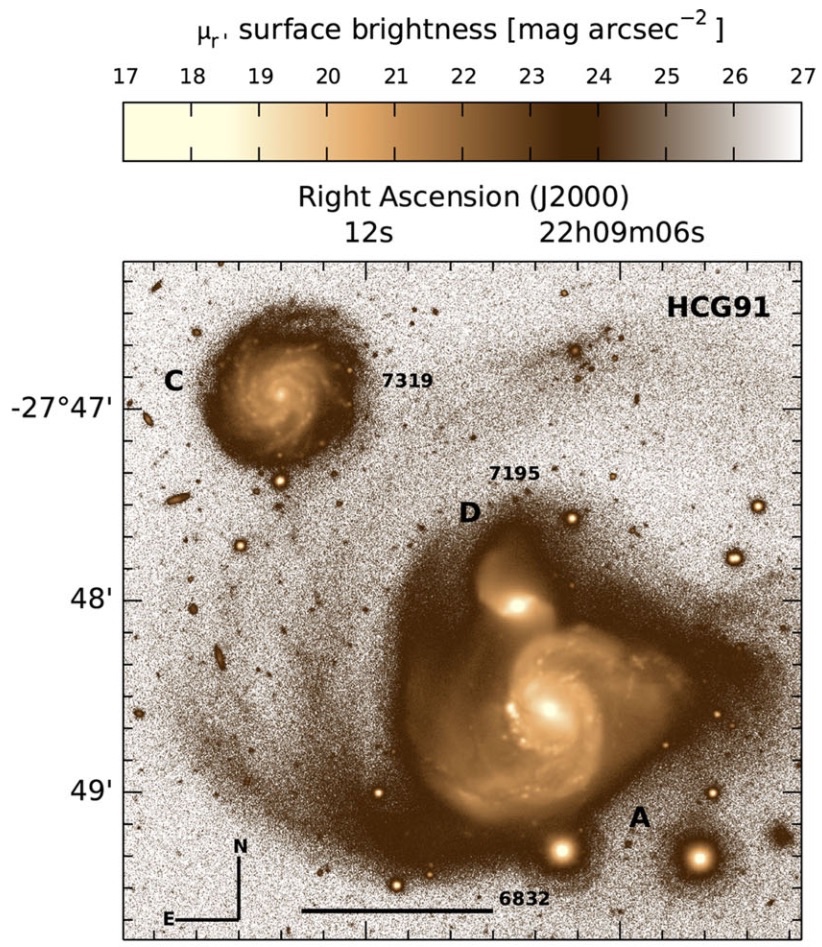 μr' surface brightness [mag arcsec−2 ]
17 18 19 20 21 22 23 24 25 26 27
Right Ascension (J2000)
12s 22h09m06s
HCG91
C 7319
-27°47'
7195
D
48'
49'
A
N
E
6832